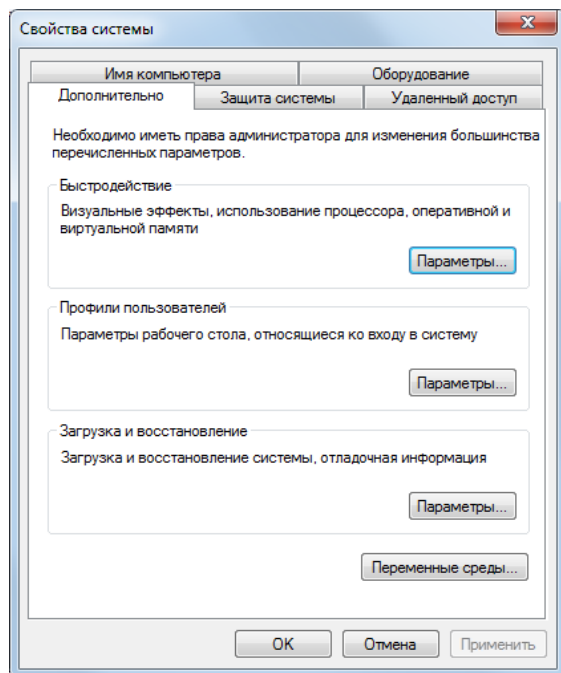 Свойства системы
Имя компьютера
Оборудование
Дополнительно
Защита системы
Удаленный доступ
Необходимо иметь права администратора для изменения большинства
перечисленных параметров.
Быстродействие
Визуальные эффекты, использование процессора, оперативной и
виртуальной памяти
Параметры...
Профили пользователей
Параметры рабочего стола, относящиеся ко входу в систему
Параметры...
Загрузка и восстановление
Загрузка и восстановление системы, отладочная информация
Параметры...
Переменные среды...
ОК
Отмена
Применить